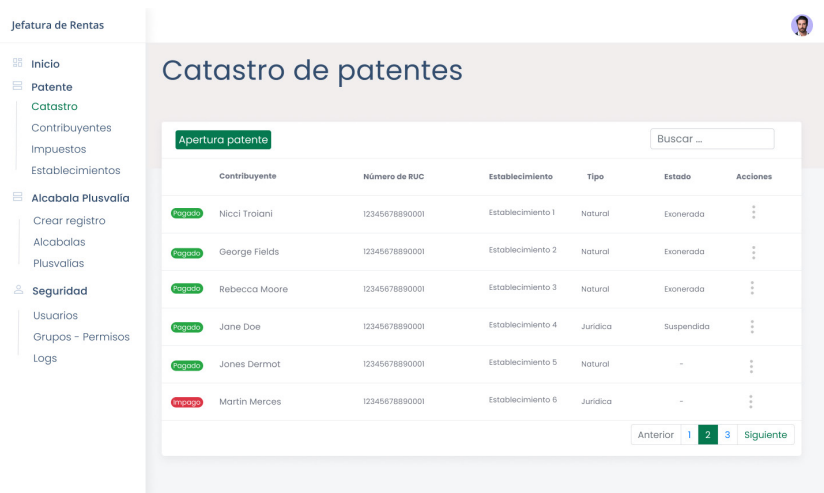 Jefatura de Rentas
Inicio
Patente
Catastro
Contribuyentes
Impuestos
Establecimientos
Alcabala Plusvalía
Crear registro
Alcabalas
Plusvalías
Seguridad
Usuarios
Grupos - Permisos
Logs
Catastro de patentes
Apertura patente
Buscar ...
Contribuyente Número de RUC Establecimiento Tipo Estado Acciones
Pagado Nicci Troiani 12345678890001 Establecimiento 1 Natural Exonerada
Pagado George Fields 12345678890001 Establecimiento 2 Natural Exonerada
Pagado Rebecca Moore 12345678890001 Establecimiento 3 Natural Exonerada
Pagado Jane Doe 12345678890001 Establecimiento 4 Juridica Suspendida
Pagado Jones Dermot 12345678890001 Establecimiento 5 Natural -
Impago Martin Merces 12345678890001 Establecimiento 6 Juridica -
Anterior 1 2 3 Siguiente